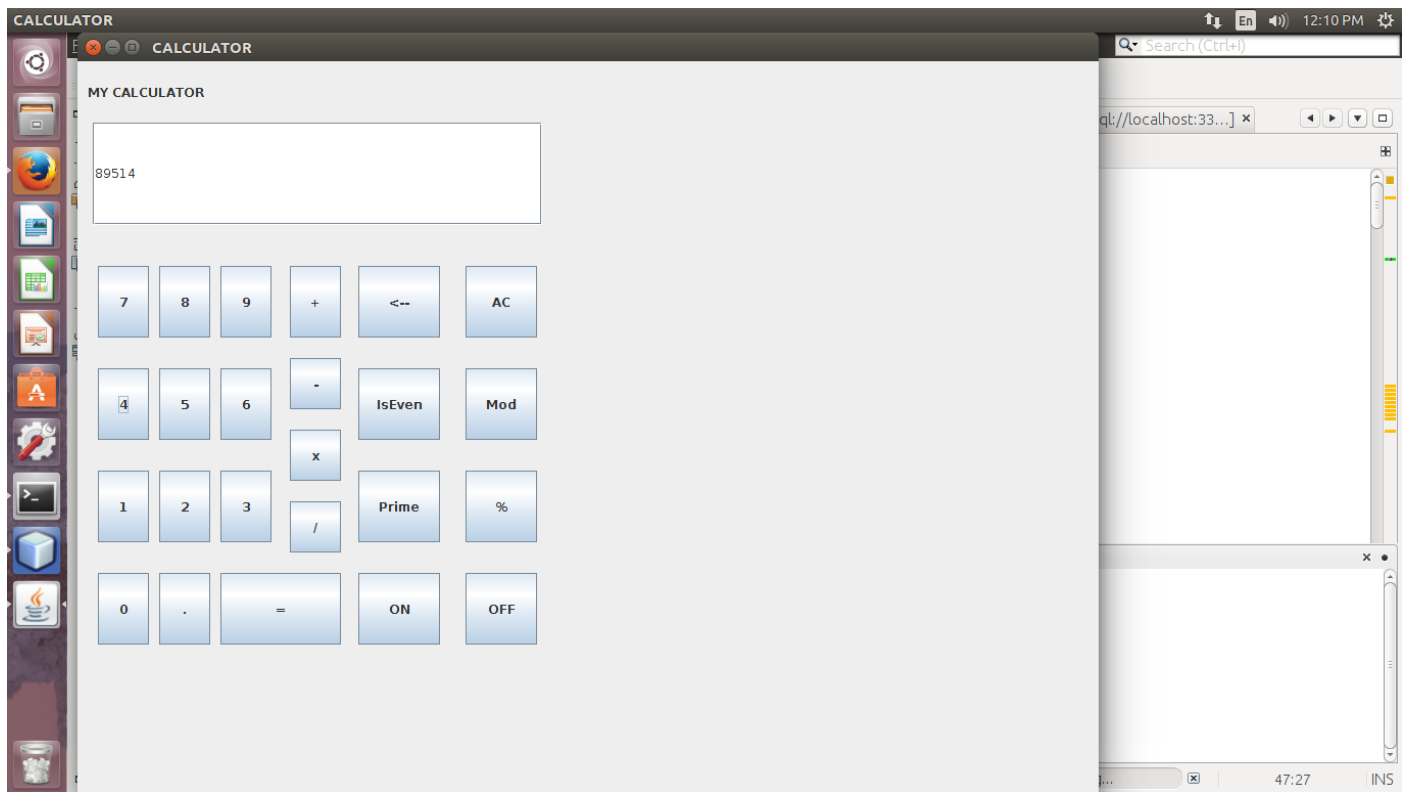 CALCULATOR
En
12:10 PM
CALCULATOR
Search (Ctrl+I)
MY CALCULATOR
ql://localhost:33...]
89514
7 8 9 + <-- AC
-
4 5 6 IsEven Mod
x
1 2 3 Prime %
/
0 . = ON OFF
47:27 INS